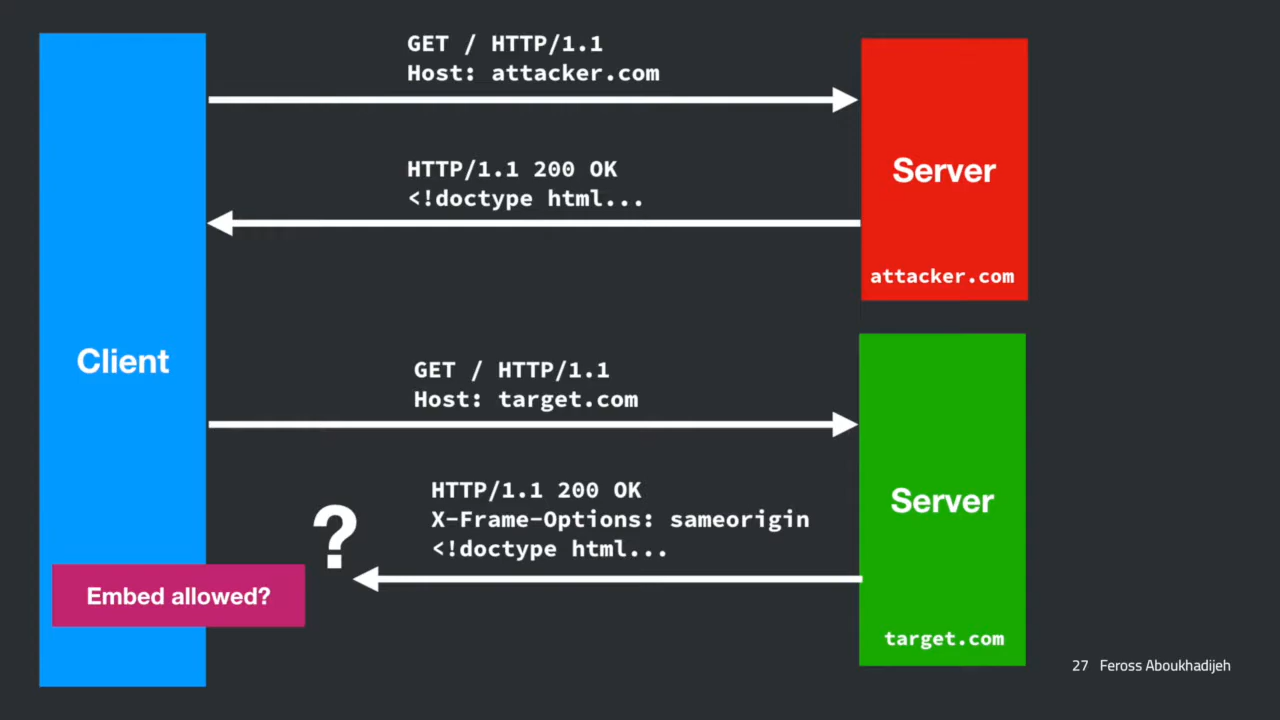 GET / HTTP/1.1
Host: attacker.com
HTTP/1.1 200 OK
<!doctype html...
Server
attacker.com
Client
GET / HTTP/1.1
Host: target.com
HTTP/1.1 200 OK
X-Frame-Options: sameorigin
<!doctype html...
?
Embed allowed?
Server
target.com
27 Feross Aboukhadijeh